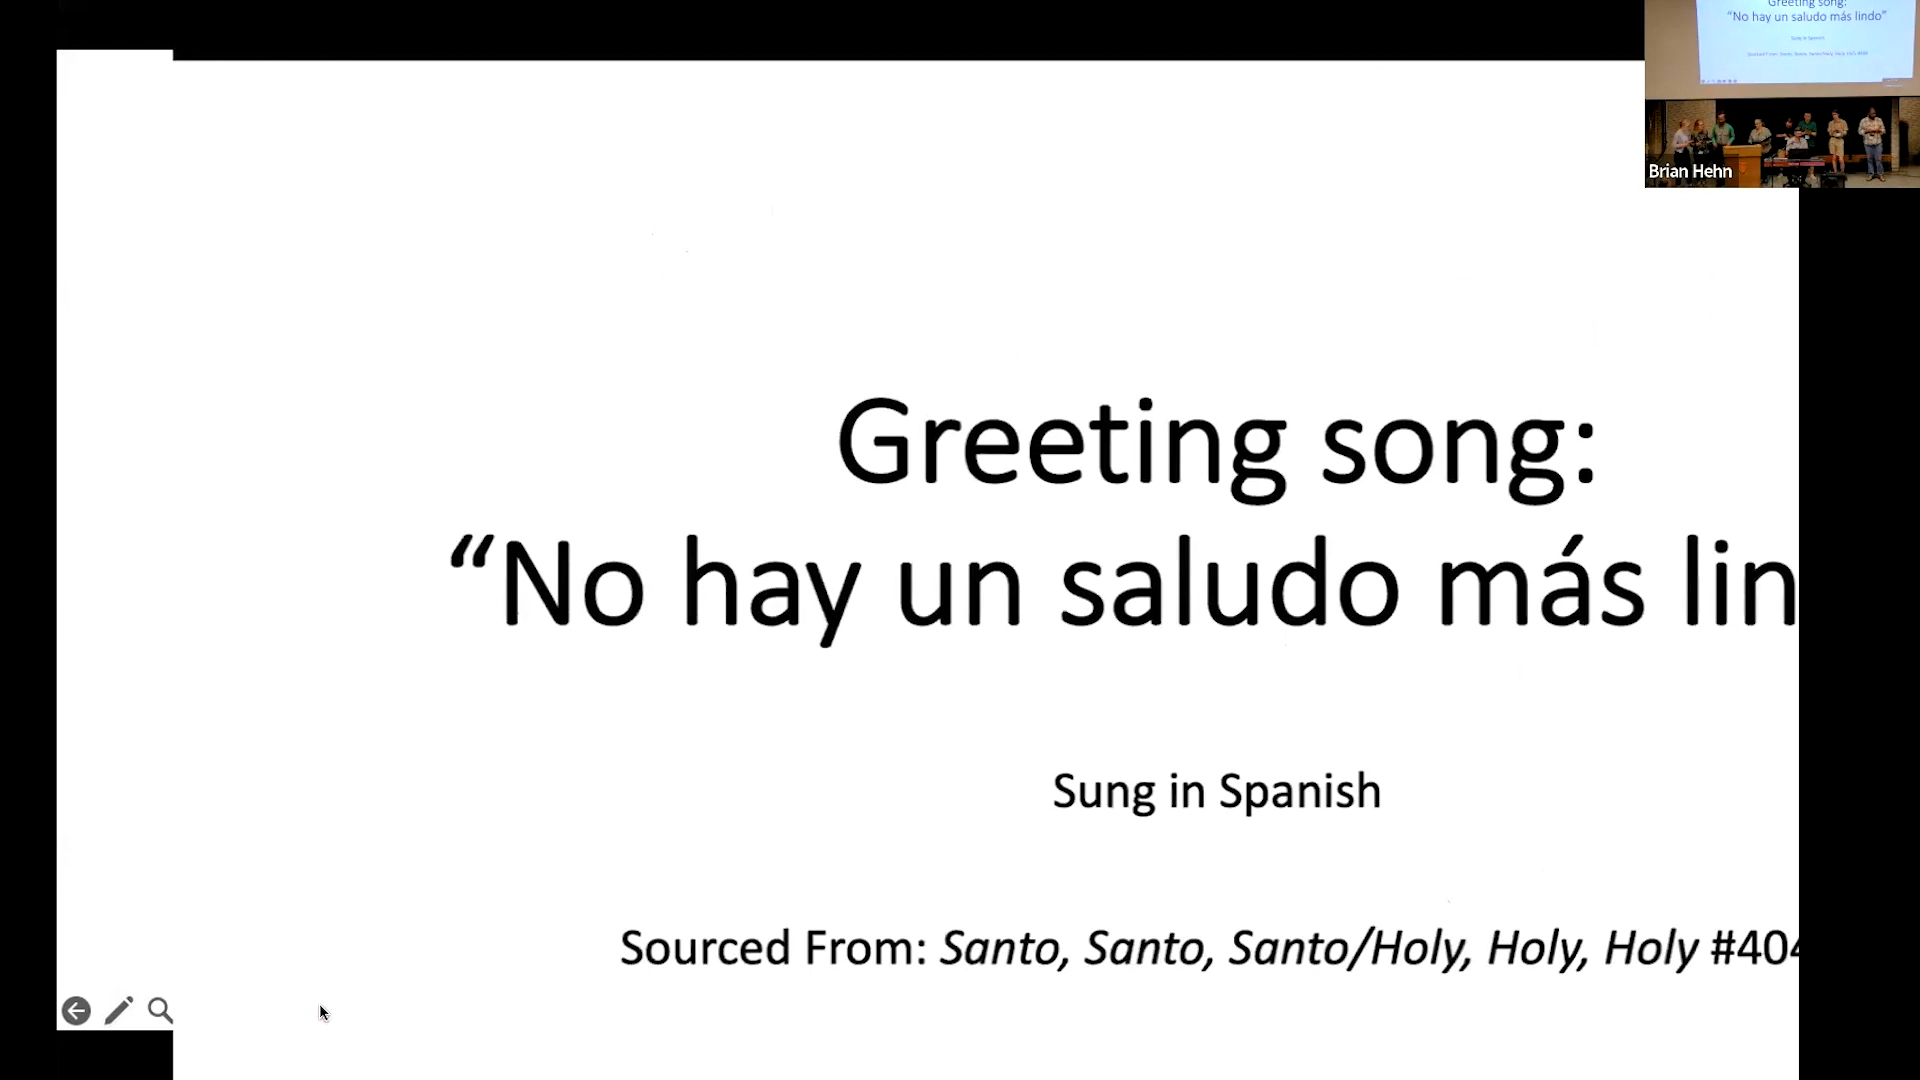 Greeting song:
“No hay un saludo más lindo”
Brian Hehn
Greeting song:
“No hay un saludo más lin
Sung in Spanish
Sourced From: Santo, Santo, Santo/Holy, Holy, Holy #404